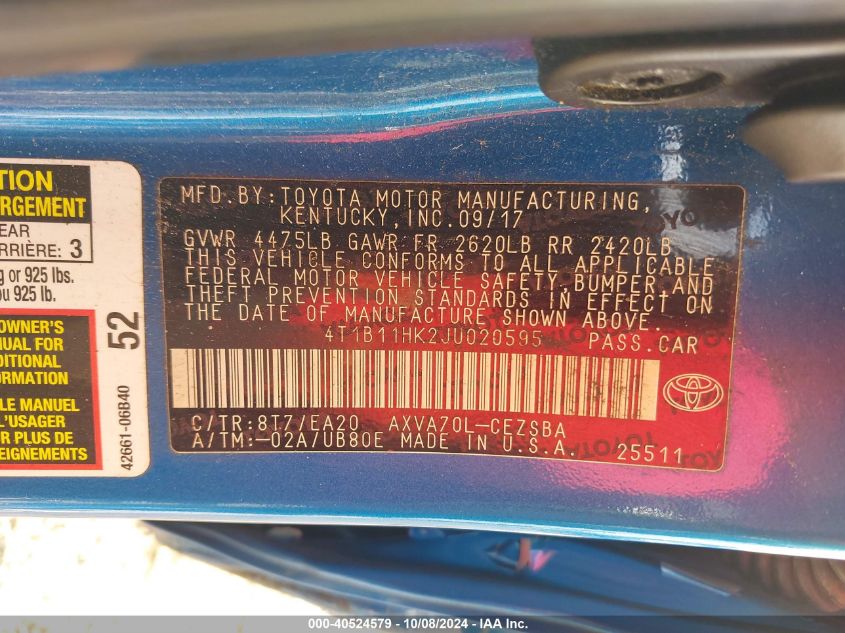 TION
ARGEMENT
EAR
ARRIÈRE: 3
g or 925 lbs.
ou 925 lb.
OWNER'S
NUAL FOR
DITIONAL
ORMATION
LE MANUEL
L'USAGER
R PLUS DE
SEIGNEMENTS
52
42661-06B40
MFD. BY: TOYOTA MOTOR MANUFACTURING,
KENTUCKY, INC. 09/17
GVWR 4475LB GAWR FR 2620LB RR 2420LB
THIS VEHICLE CONFORMS TO ALL APPLICABLE
FEDERAL MOTOR VEHICLE SAFETY, BUMPER, AND
THEFT PREVENTION STANDARDS IN EFFECT ON
THE DATE OF MANUFACTURE SHOWN ABOVE.
4T1B11HK2JU020595 PASS. CAR
C/TR: 8T7/EA20 AXVA70L-CEZSBA
A/TM: -02A/UB80E MADE IN U.S.A. 25511
000-40524579 - 10/08/2024 - IAA Inc.